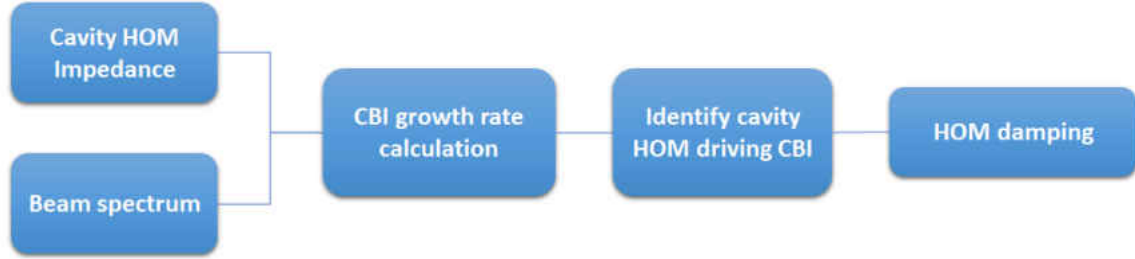 Cavity HOM
Impedance
Beam spectrum
CBI growth rate
calculation
Identify cavity
HOM driving CBI
HOM damping